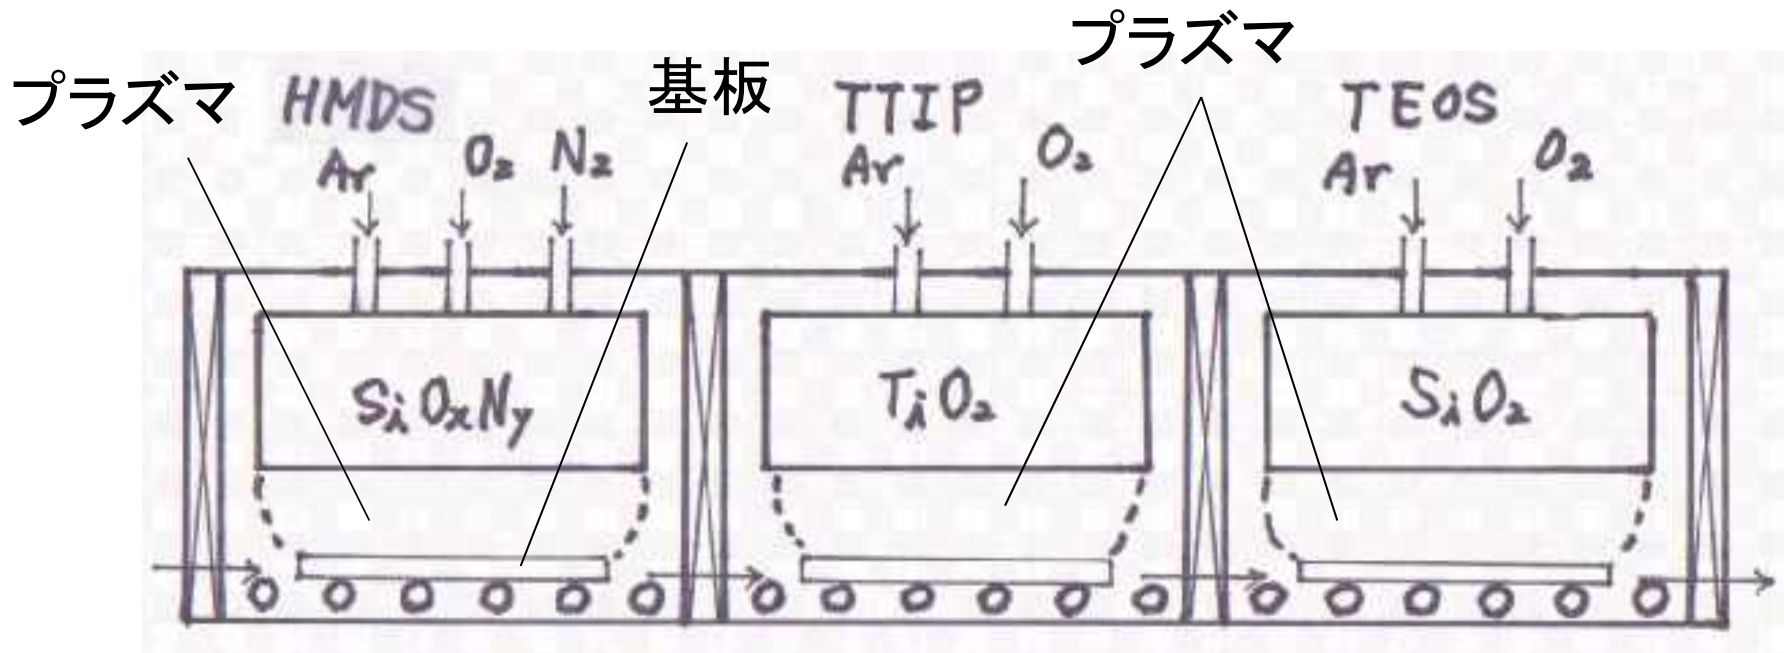 プラズマ
HMDS
基板
TTIP
プラズマ
TEOS
Ar O₂ N₂
Ar O₂
Ar O₂
SiOxNy
TiO₂
SiO₂